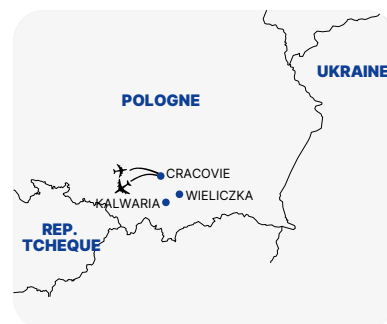 UKRAINE
POLOGNE
CRACOVIE
WIELICZKA
KALWARIA
REP.
TCHEQUE